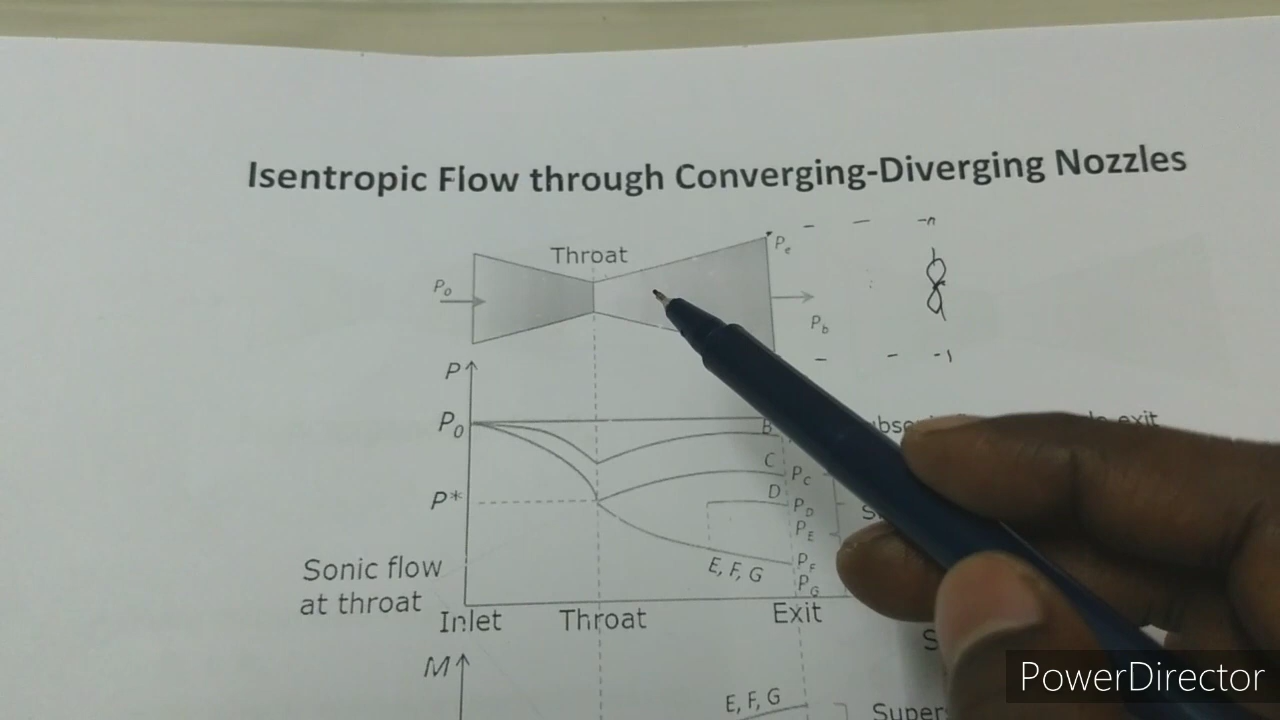 Isentropic Flow through Converging-Diverging Nozzles
Throat
Po
Pe
Pb
P
P0
B
exit
C
PC
P*
D
PD
PE
E, F, G
PF
PG
Sonic flow
at throat
Inlet
Throat
Exit
M
E, F, G
PowerDirector